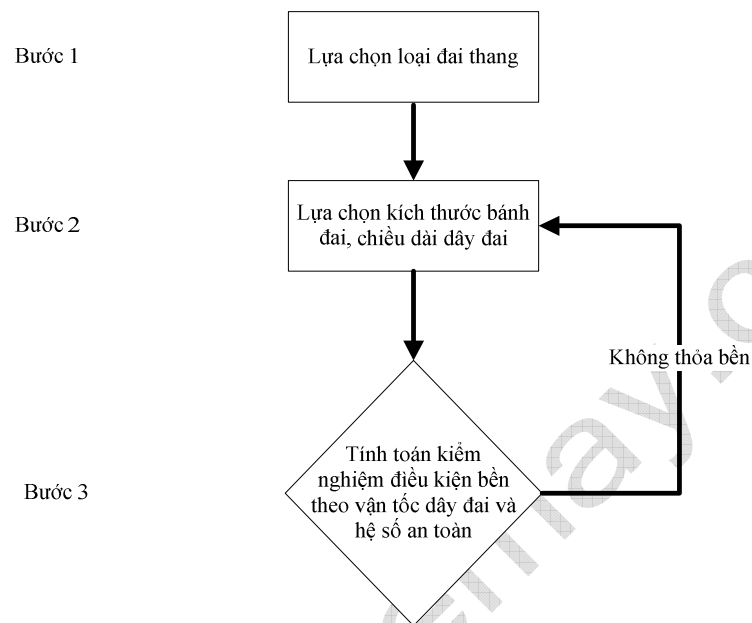 Bước 1
Lựa chọn loại đai thang
Bước 2
Lựa chọn kích thước bánh
đai, chiều dài dây đai
Không thỏa bền
Bước 3
Tính toán kiểm
nghiệm điều kiện bền
theo vận tốc dây đai và
hệ số an toàn